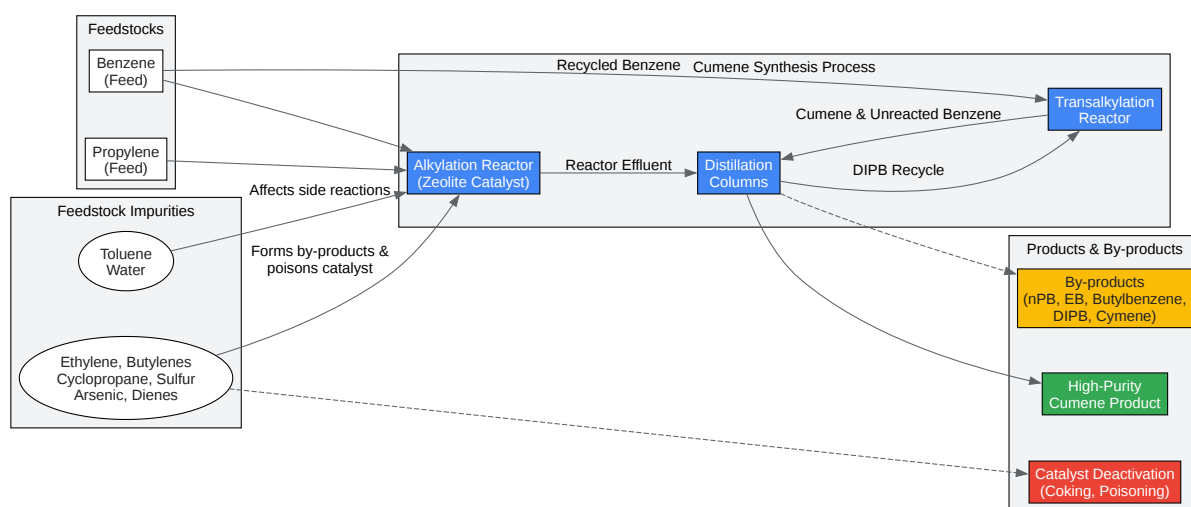 Feedstocks
Benzene
(Feed)
Propylene
(Feed)
Feedstock Impurities
Toluene
Water
Ethylene, Butylenes
Cyclopropane, Sulfur
Arsenic, Dienes
Affects side reactions
Forms by-products &
poisons catalyst
Recycled Benzene
Cumene Synthesis Process
Alkylation Reactor
(Zeolite Catalyst)
Reactor Effluent
Distillation
Columns
Cumene & Unreacted Benzene
DIPB Recycle
Transalkylation
Reactor
Products & By-products
By-products
(nPB, EB, Butylbenzene,
DIPB, Cymene)
High-Purity
Cumene Product
Catalyst Deactivation
(Coking, Poisoning)